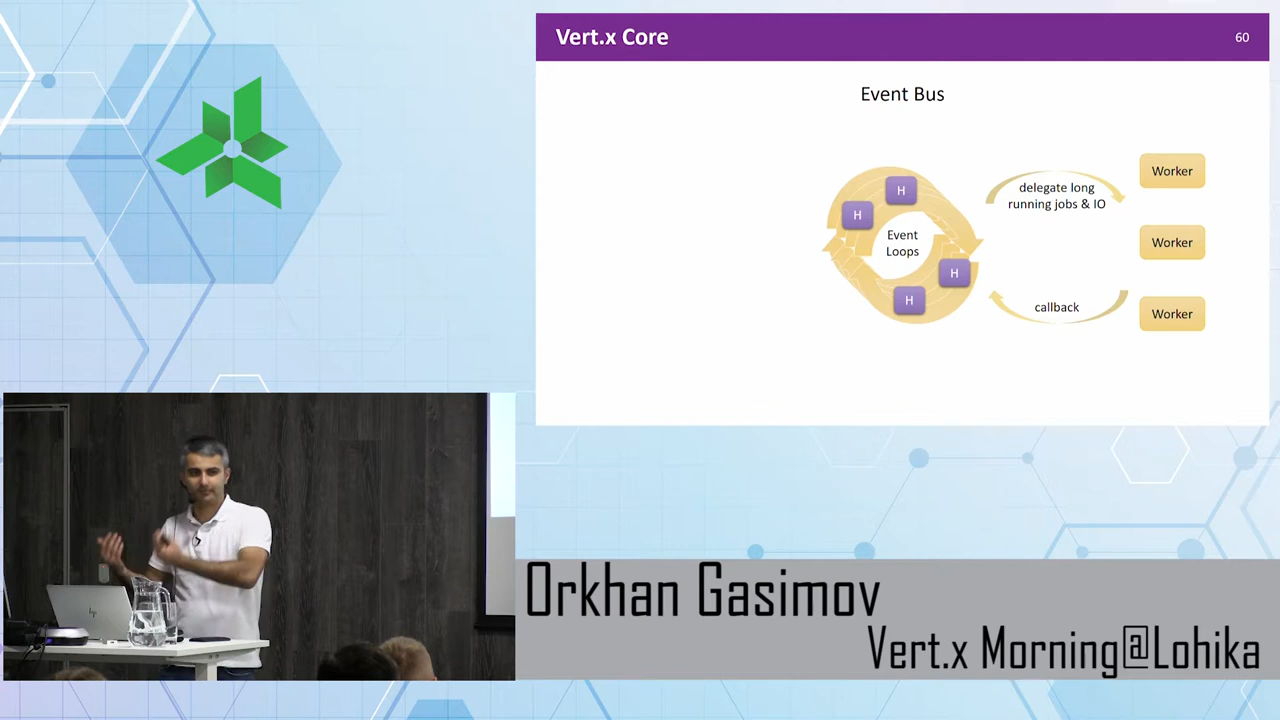 Vert.x Core
60
Event Bus
H
H
Event
Loops
H
H
delegate long
running jobs & IO
callback
Worker
Worker
Worker
hp
Orkhan Gasimov
Vert.x Morning@Lohika